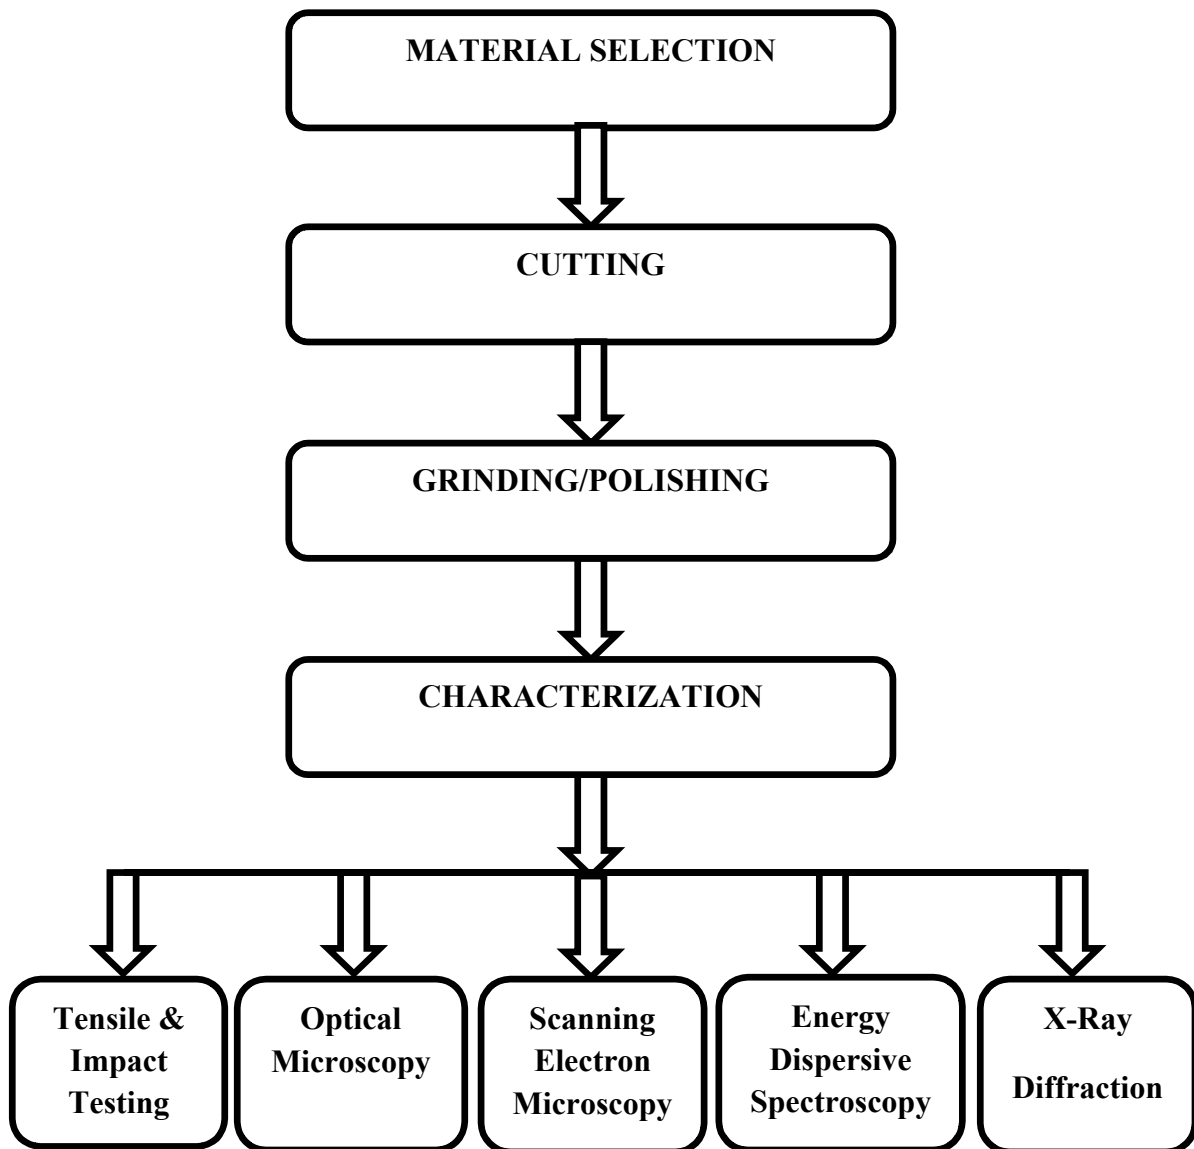 MATERIAL SELECTION
CUTTING
GRINDING/POLISHING
CHARACTERIZATION
Tensile &
Impact
Testing
Optical
Microscopy
Scanning
Electron
Microscopy
Energy
Dispersive
Spectroscopy
X-Ray
Diffraction